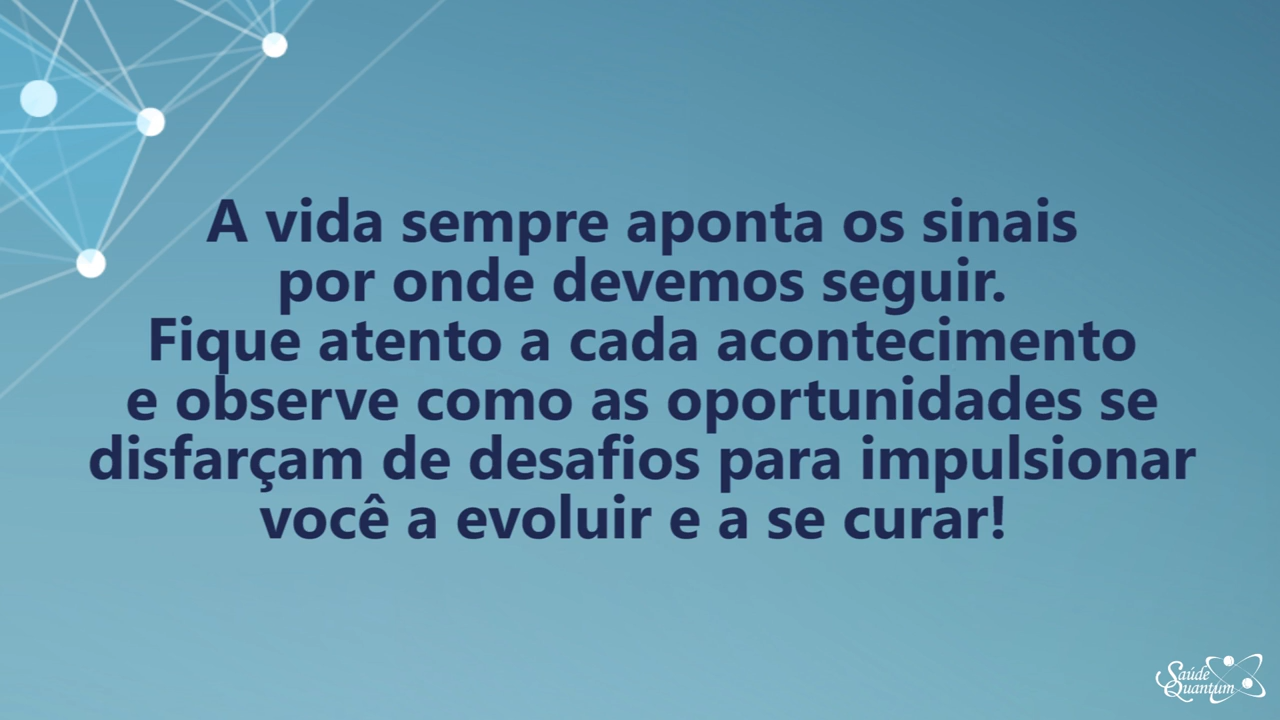 A vida sempre aponta os sinais
por onde devemos seguir.
Fique atento a cada acontecimento
e observe como as oportunidades se
disfarçam de desafios para impulsionar
você a evoluir e a se curar!
Saúde
Quantum